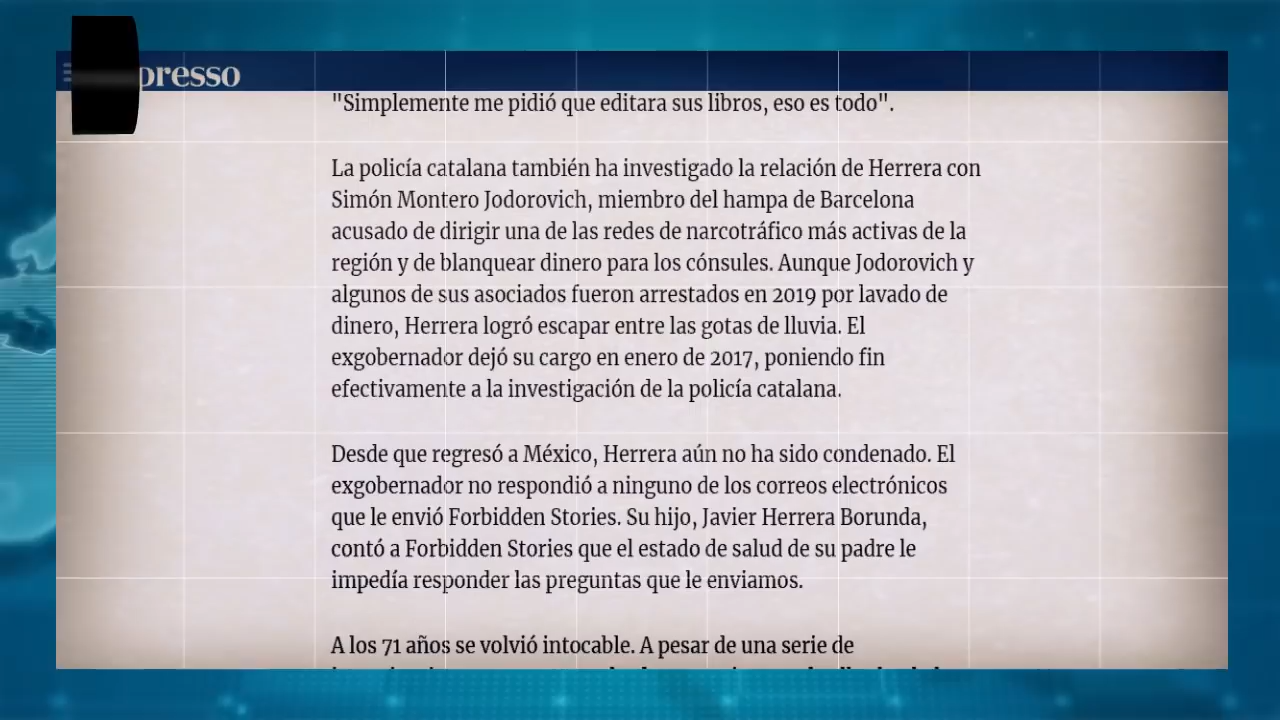 presso
"Simplemente me pidió que editara sus libros, eso es todo".
La policía catalana también ha investigado la relación de Herrera con
Simón Montero Jodorovich, miembro del hampa de Barcelona
acusado de dirigir una de las redes de narcotráfico más activas de la
región y de blanquear dinero para los cónsules. Aunque Jodorovich y
algunos de sus asociados fueron arrestados en 2019 por lavado de
dinero, Herrera logró escapar entre las gotas de lluvia. El
exgobernador dejó su cargo en enero de 2017, poniendo fin
efectivamente a la investigación de la policía catalana.
Desde que regresó a México, Herrera aún no ha sido condenado. El
exgobernador no respondió a ninguno de los correos electrónicos
que le envió Forbidden Stories. Su hijo, Javier Herrera Borunda,
contó a Forbidden Stories que el estado de salud de su padre le
impedía responder las preguntas que le enviamos.
A los 71 años se volvió intocable. A pesar de una serie de